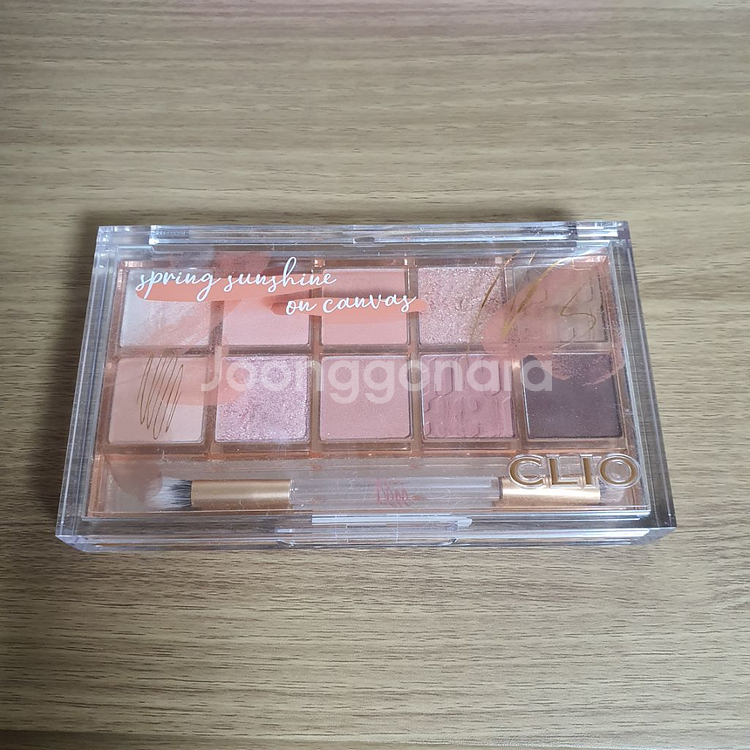 spring sunshine
on canvas
Joonggonara
CLIO